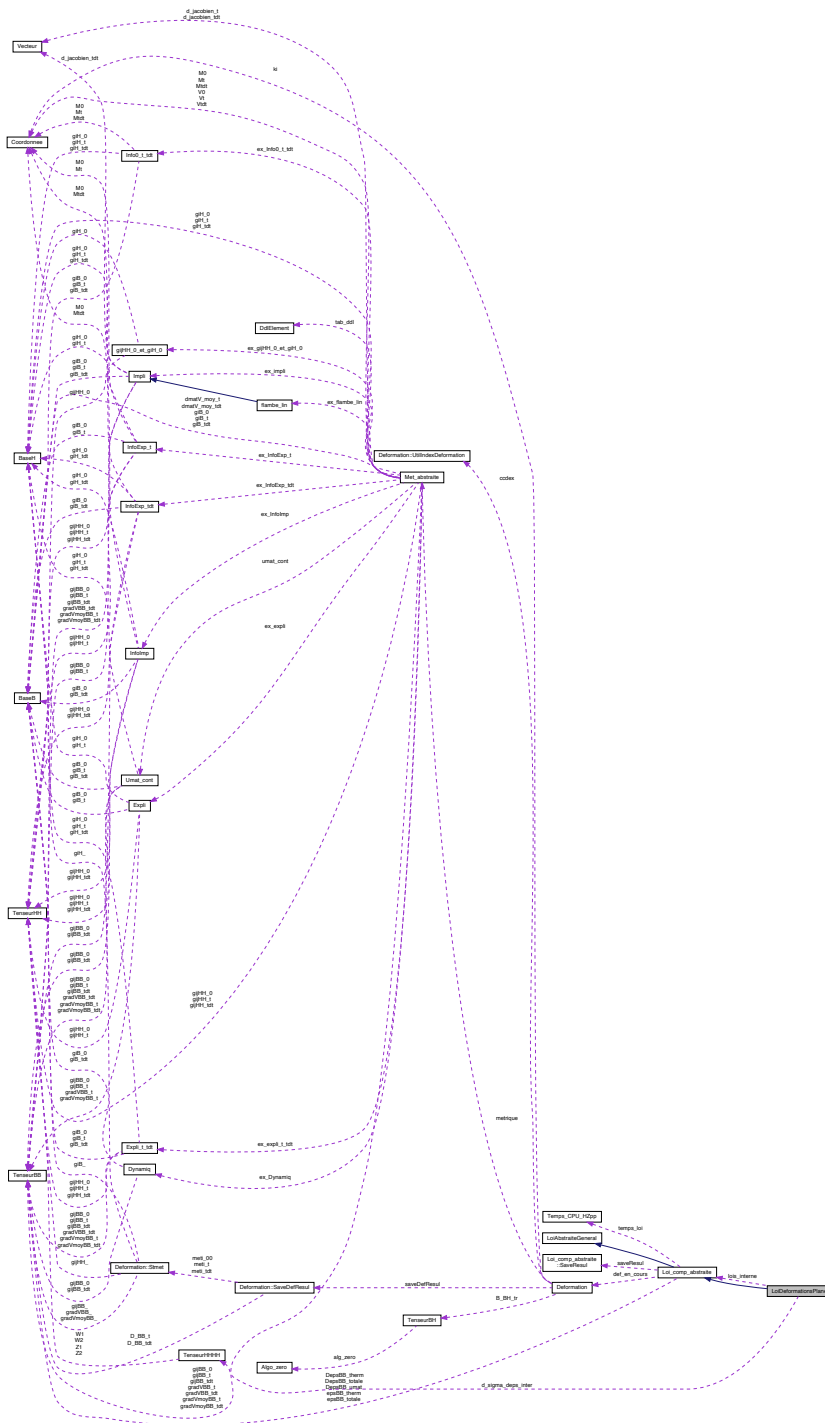 d_jacobien_t
d_jacobien_tdt
Vecteur
d_jacobien_tdt
ki
M0
Mt
Mtdt
V0
Vt
Vtdt
M0
Mt
Mtdt
Coordonnee
giH_0
giH_t
giH_tdt
Info0_t_tdt
ex_Info0_t_tdt
M0
Mt
M0
Mtdt
giH_0
giH_t
giH_tdt
giH_0
giH_0
giH_t
giH_tdt
giB_0
giB_t
giB_tdt
M0
Mtdt
DdlElement
tab_ddl
giH_0
giH_t
gijHH_0_et_giH_0
ex_gijHH_0_et_giH_0
giB_0
giB_t
giB_tdt
Impli
ex_impli
gijHH_0
dmatV_moy_t
dmatV_moy_tdt
giB_0
giB_t
giB_tdt
flambe_lin
ex_flambe_lin
giB_0
giB_t
InfoExp_t
ex_InfoExp_t
Deformation::UtilIndexDeformation
BaseH
giH_0
giH_tdt
Met_abstraite
ccdex
giH_0
giH_tdt
ex_InfoExp_tdt
giB_0
giB_tdt
InfoExp_tdt
gijHH_0
gijHH_t
gijHH_tdt
ex_InfoImp
giH_0
giH_t
giH_tdt
umat_cont
gijBB_0
gijBB_t
gijBB_tdt
gradVBB_tdt
gradVmoyBB_tdt
ex_expli
gijHH_0
gijHH_t
InfoImp
gijBB_0
gijBB_t
BaseB
giB_0
giB_tdt
gijHH_0
gijHH_tdt
giH_0
giH_t
giB_0
giB_t
giB_tdt
Umat_cont
giB_0
giB_t
Expli
giH_0
giH_t
giH_tdt
giH_
gijHH_0
gijHH_tdt
gijHH_0
gijHH_t
gijHH_tdt
TenseurHH
gijBB_0
gijBB_tdt
gijBB_0
gijBB_tdt
gijBB_0
gijBB_t
gijBB_tdt
gradVBB_tdt
gradVmoyBB_t
gradVmoyBB_tdt
gijHH_0
gijHH_t
gijHH_tdt
gijHH_0
gijHH_t
giB_0
giB_tdt
gijBB_0
gijBB_t
gradVBB_t
gradVmoyBB_t
metrique
giB_0
giB_t
giB_tdt
Expli_t_tdt
ex_expli_t_tdt
giB_
Dynamiq
ex_Dynamiq
TenseurBB
gijHH_0
gijHH_t
gijHH_tdt
gijBB_0
gijBB_t
gijBB_tdt
gradVBB_t
gradVBB_tdt
gradVmoyBB_t
gradVmoyBB_tdt
Temps_CPU_HZpp
temps_loi
LoiAbstraiteGeneral
gijHH_
Deformation::Stmet
meti_00
meti_t
meti_tdt
Loi_comp_abstraite
::SaveResul
saveResul
Loi_comp_abstraite
lois_interne
gijBB_0
gijBB_tdt
Deformation::SaveDefResul
saveDefResul
Deformation
def_en_cours
LoiDeformationsPlanes
gijBB_
gradVBB_
gradVmoyBB_
B_BH_tr
TenseurBH
W1
W2
Z1
Z2
D_BB_t
D_BB_tdt
TenseurHHHH
alg_zero
Algo_zero
gijBB_0
gijBB_t
gijBB_tdt
gradVBB_t
gradVBB_tdt
gradVmoyBB_t
gradVmoyBB_tdt
DepsBB_therm
DepsBB_totale
DepsBB_umat
epsBB_therm
epsBB_totale
d_sigma_deps_inter